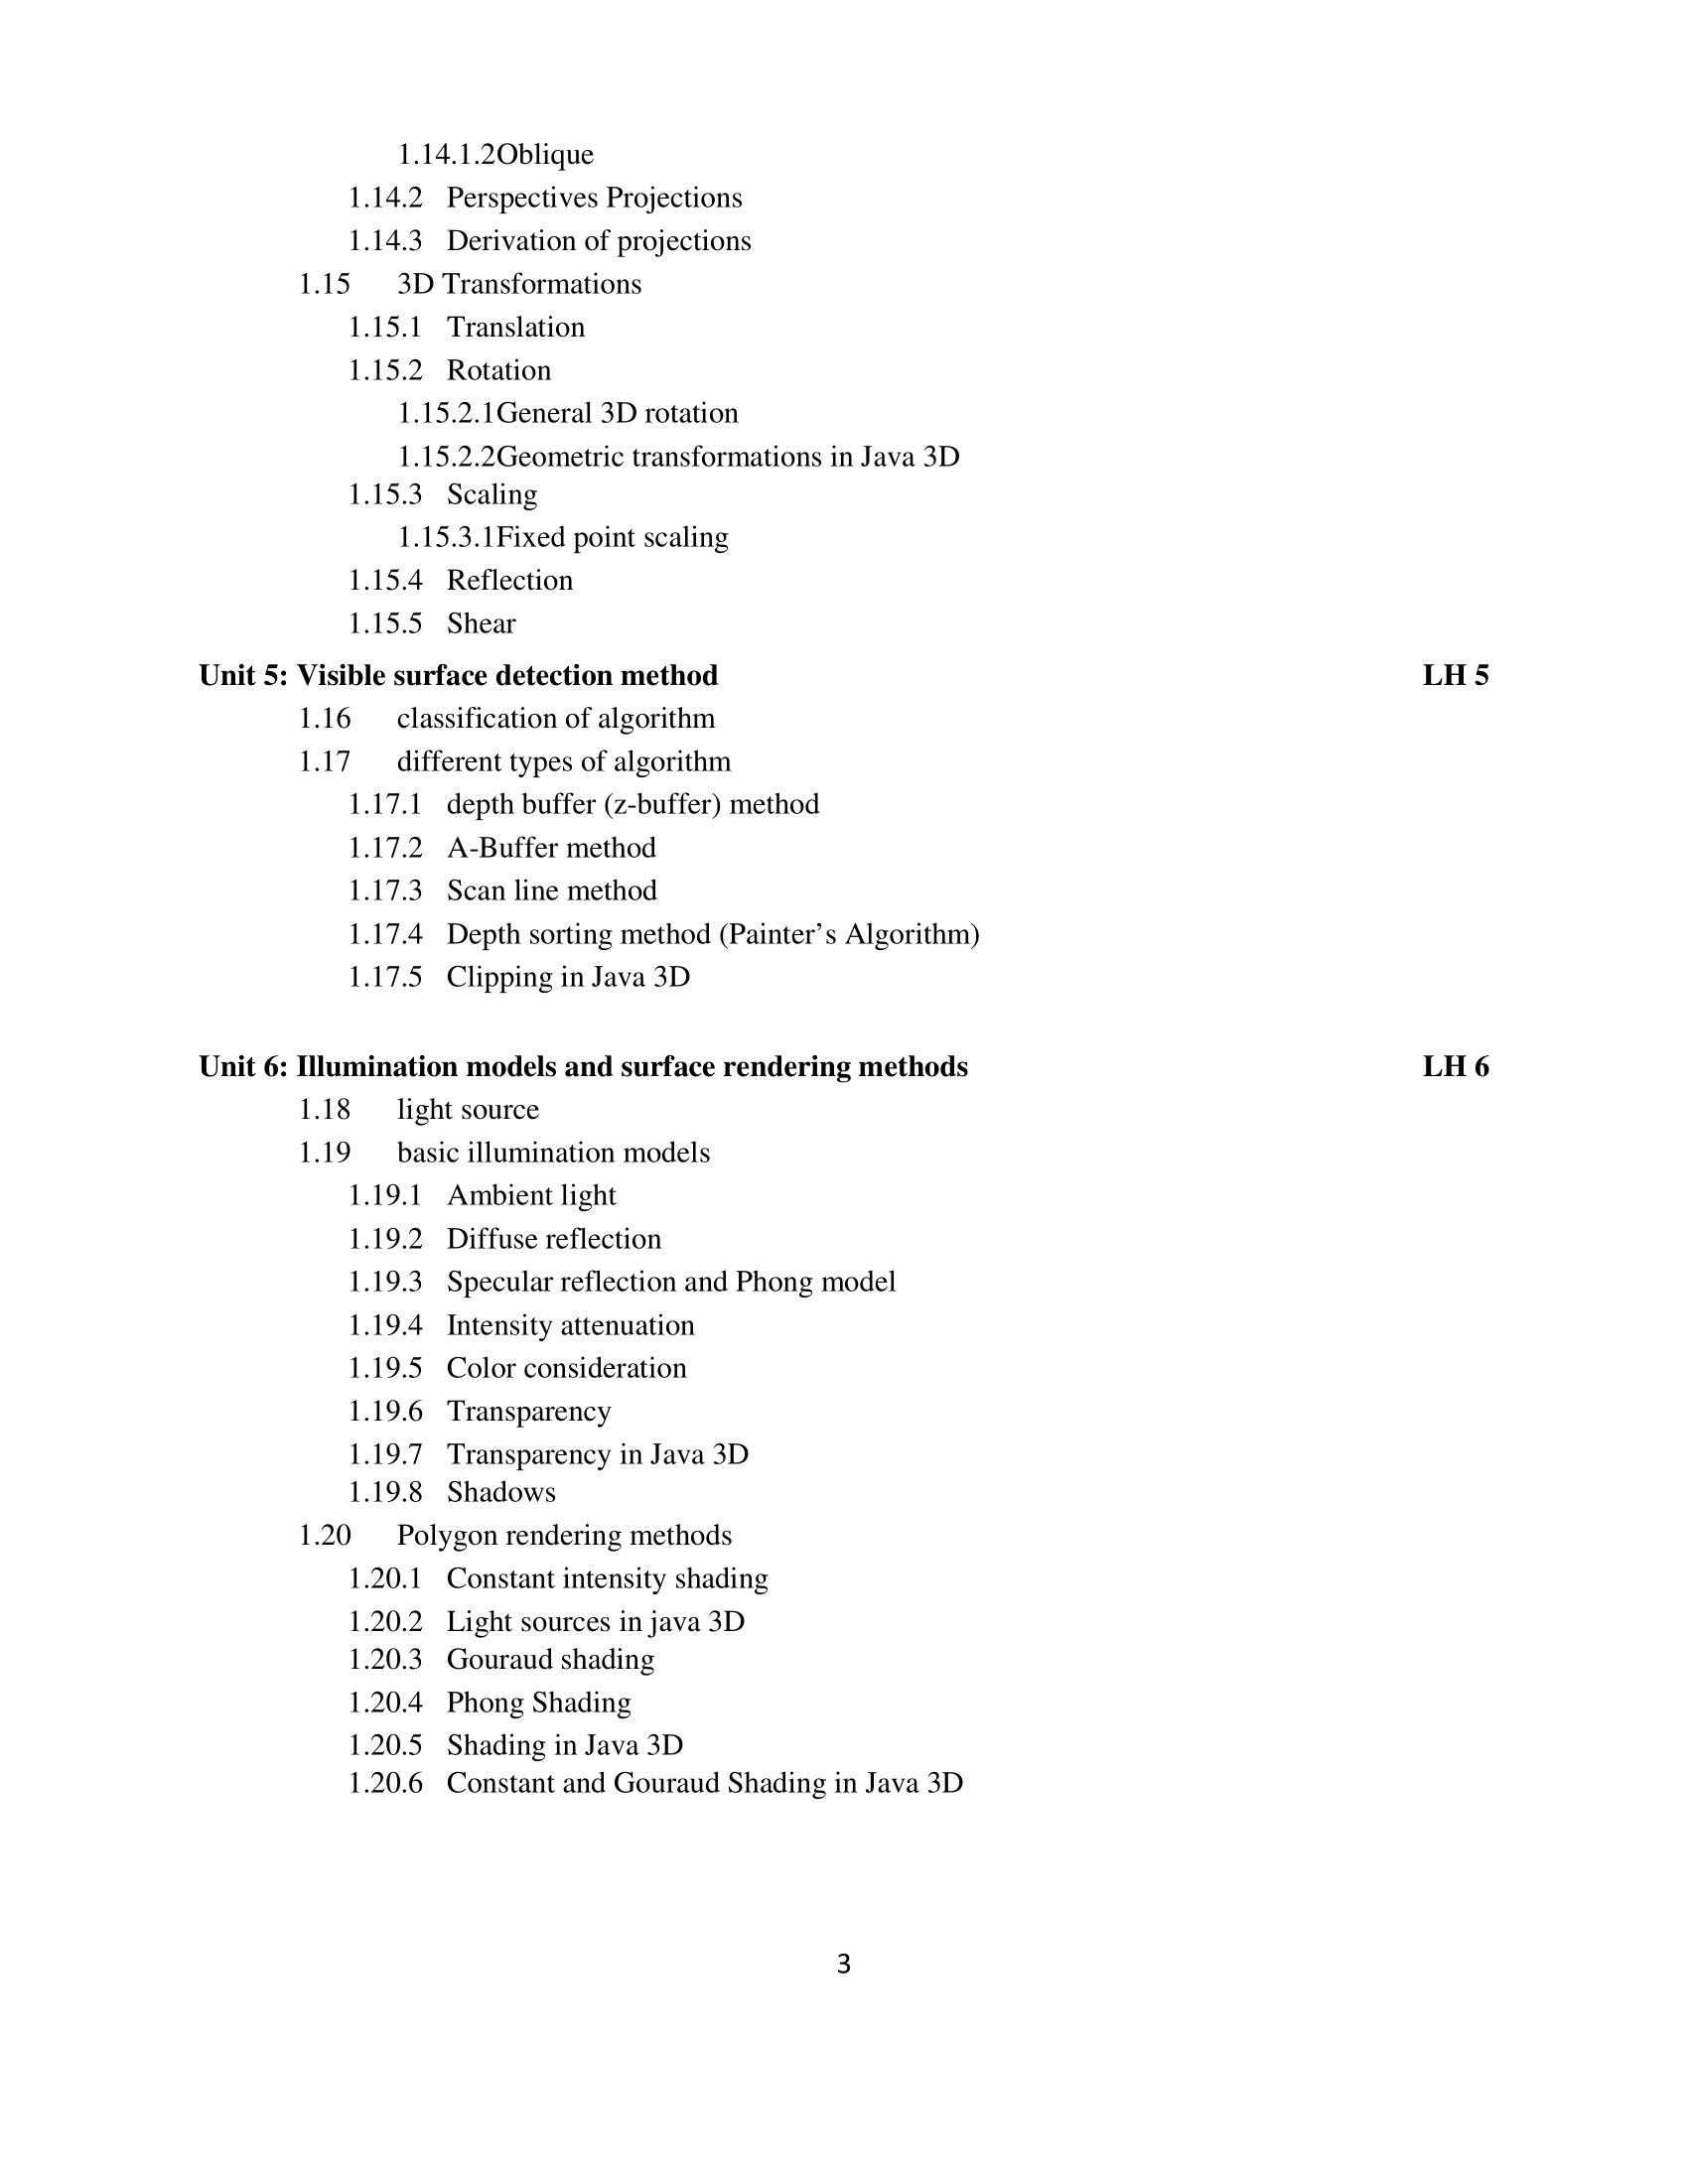 1.14.1.2Oblique
1.14.2 Perspectives Projections
1.14.3 Derivation of projections
1.15 3D Transformations
1.15.1 Translation
1.15.2 Rotation
1.15.2.1General 3D rotation
1.15.2.2Geometric transformations in Java 3D
1.15.3 Scaling
1.15.3.1Fixed point scaling
1.15.4 Reflection
1.15.5 Shear
Unit 5: Visible surface detection method LH 5
1.16 classification of algorithm
1.17 different types of algorithm
1.17.1 depth buffer (z-buffer) method
1.17.2 A-Buffer method
1.17.3 Scan line method
1.17.4 Depth sorting method (Painter’s Algorithm)
1.17.5 Clipping in Java 3D
Unit 6: Illumination models and surface rendering methods LH 6
1.18 light source
1.19 basic illumination models
1.19.1 Ambient light
1.19.2 Diffuse reflection
1.19.3 Specular reflection and Phong model
1.19.4 Intensity attenuation
1.19.5 Color consideration
1.19.6 Transparency
1.19.7 Transparency in Java 3D
1.19.8 Shadows
1.20 Polygon rendering methods
1.20.1 Constant intensity shading
1.20.2 Light sources in java 3D
1.20.3 Gouraud shading
1.20.4 Phong Shading
1.20.5 Shading in Java 3D
1.20.6 Constant and Gouraud Shading in Java 3D
3